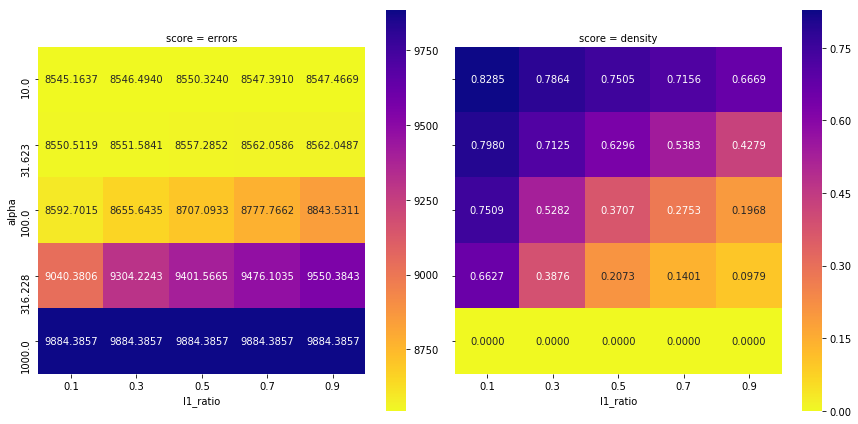 score = errors
score = density
alpha
10.0
8545.1637 8546.4940 8550.3240 8547.3910 8547.4669
31.623
8550.5119 8551.5841 8557.2852 8562.0586 8562.0487
100.0
8592.7015 8655.6435 8707.0933 8777.7662 8843.5311
316.228
9040.3806 9304.2243 9401.5665 9476.1035 9550.3843
1000.0
9884.3857 9884.3857 9884.3857 9884.3857 9884.3857
0.1 0.3 0.5 0.7 0.9
l1_ratio
9750
9500
9250
9000
8750
0.8285 0.7864 0.7505 0.7156 0.6669
0.7980 0.7125 0.6296 0.5383 0.4279
0.7509 0.5282 0.3707 0.2753 0.1968
0.6627 0.3876 0.2073 0.1401 0.0979
0.0000 0.0000 0.0000 0.0000 0.0000
0.1 0.3 0.5 0.7 0.9
l1_ratio
0.75
0.60
0.45
0.30
0.15
0.00